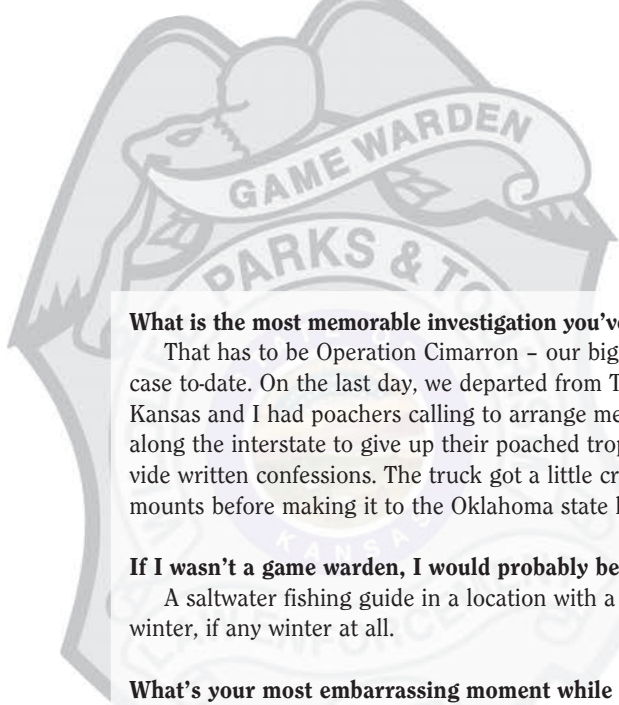 GAME WARDEN
PARKS &
KANSAS
What is the most memorable investigation
That has to be Operation Cimarron – our big
case to-date. On the last day, we departed from
Kansas and I had poachers calling to arrange
along the interstate to give up their poached
vide written confessions. The truck got a little
mounts before making it to the Oklahoma state
If I wasn't a game warden, I would probably be
A saltwater fishing guide in a location with a
winter, if any winter at all.
What's your most embarrassing moment while